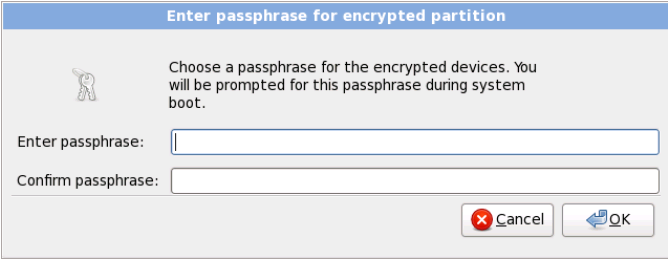 Enter passphrase for encrypted partition
Choose a passphrase for the encrypted devices. You
will be prompted for this passphrase during system
boot.
Enter passphrase:
Confirm passphrase:
Cancel
OK